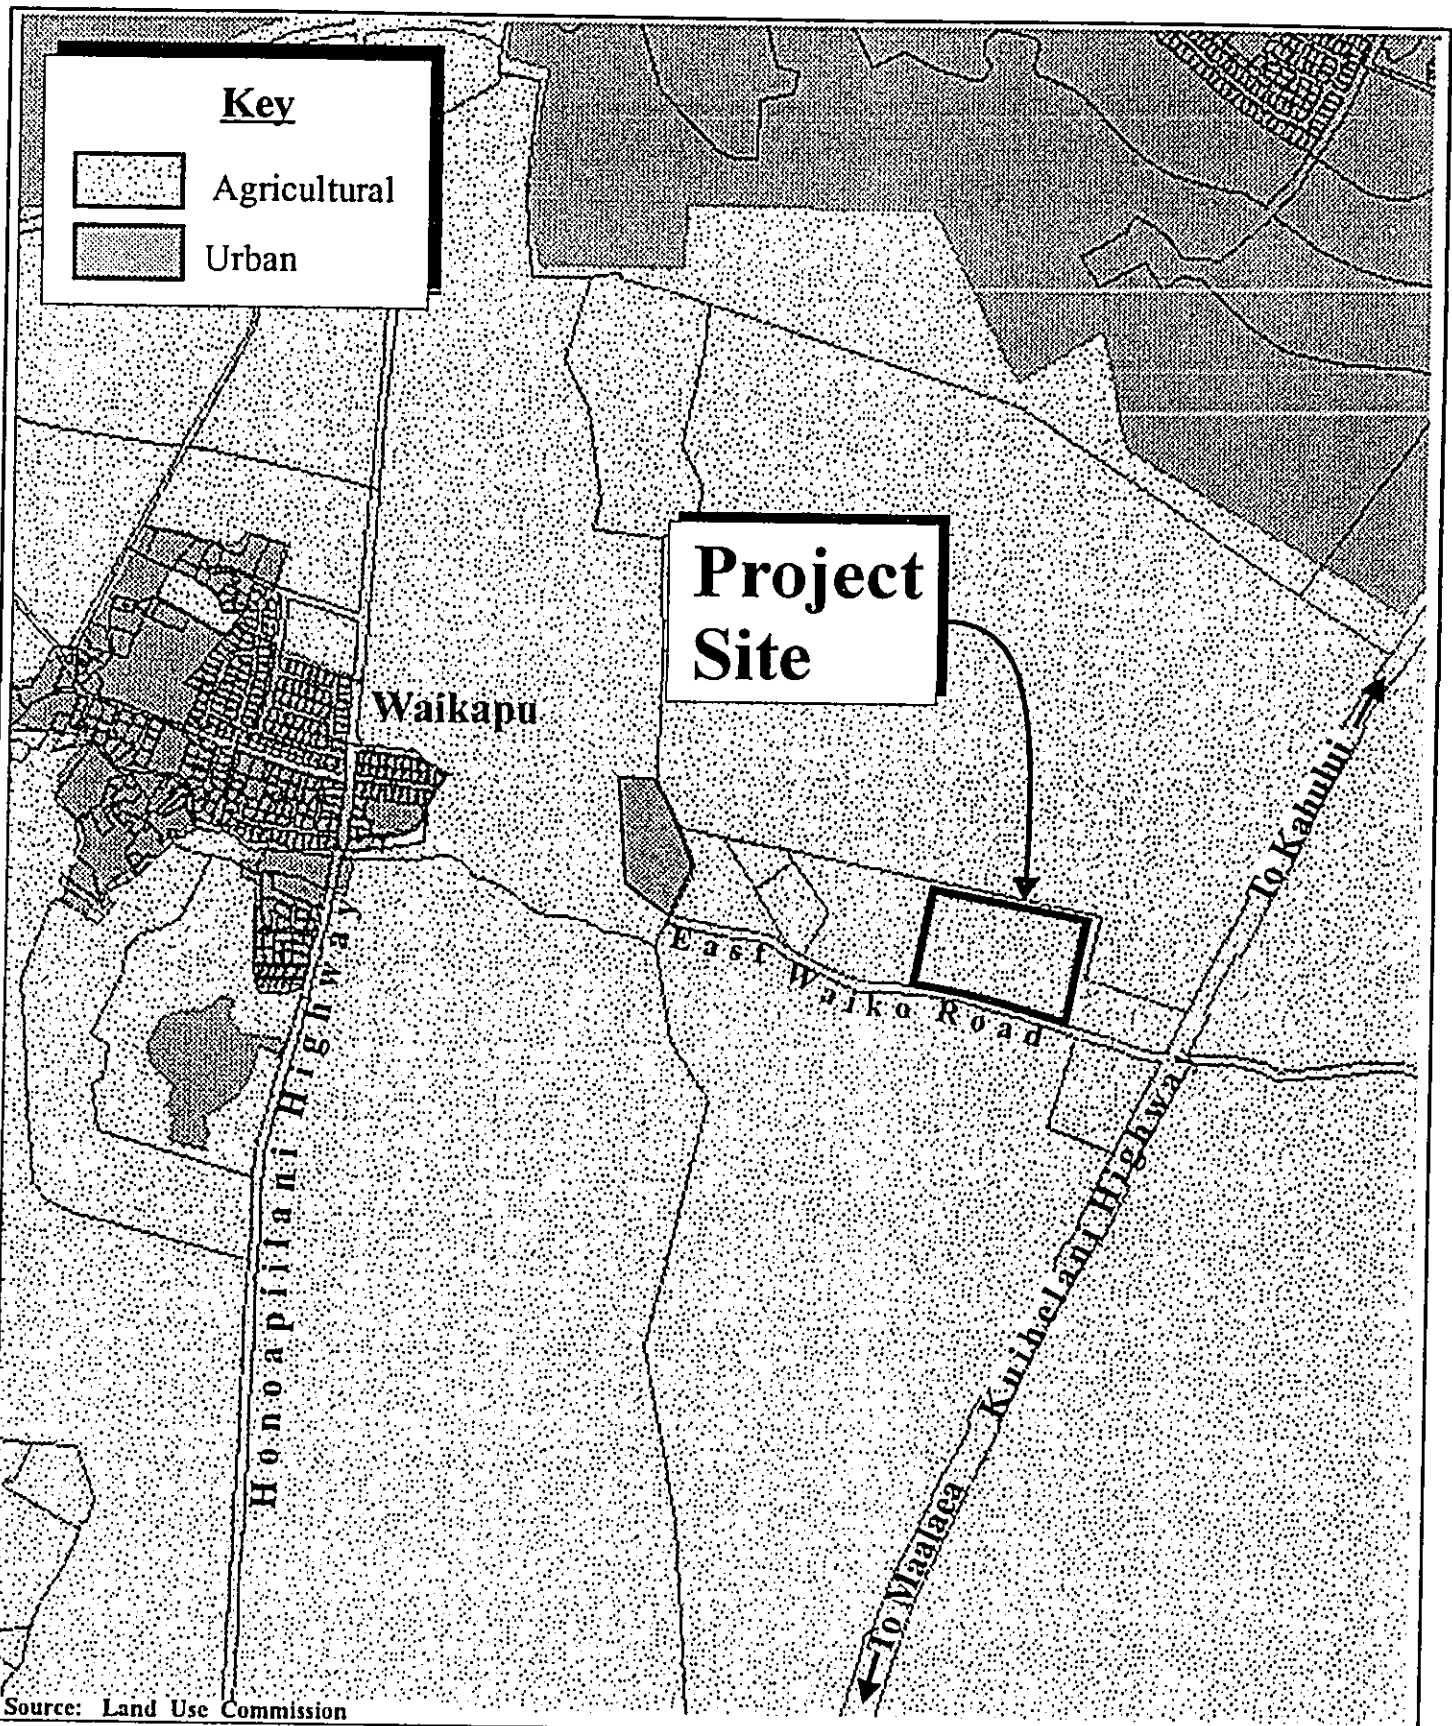 Key
Agricultural
Urban
Project
Site
Waikapu
To Kahului
East Waiko Road
Honoapiilani Highway
Kuihelani Highway
To Maalaea
Source: Land Use Commission